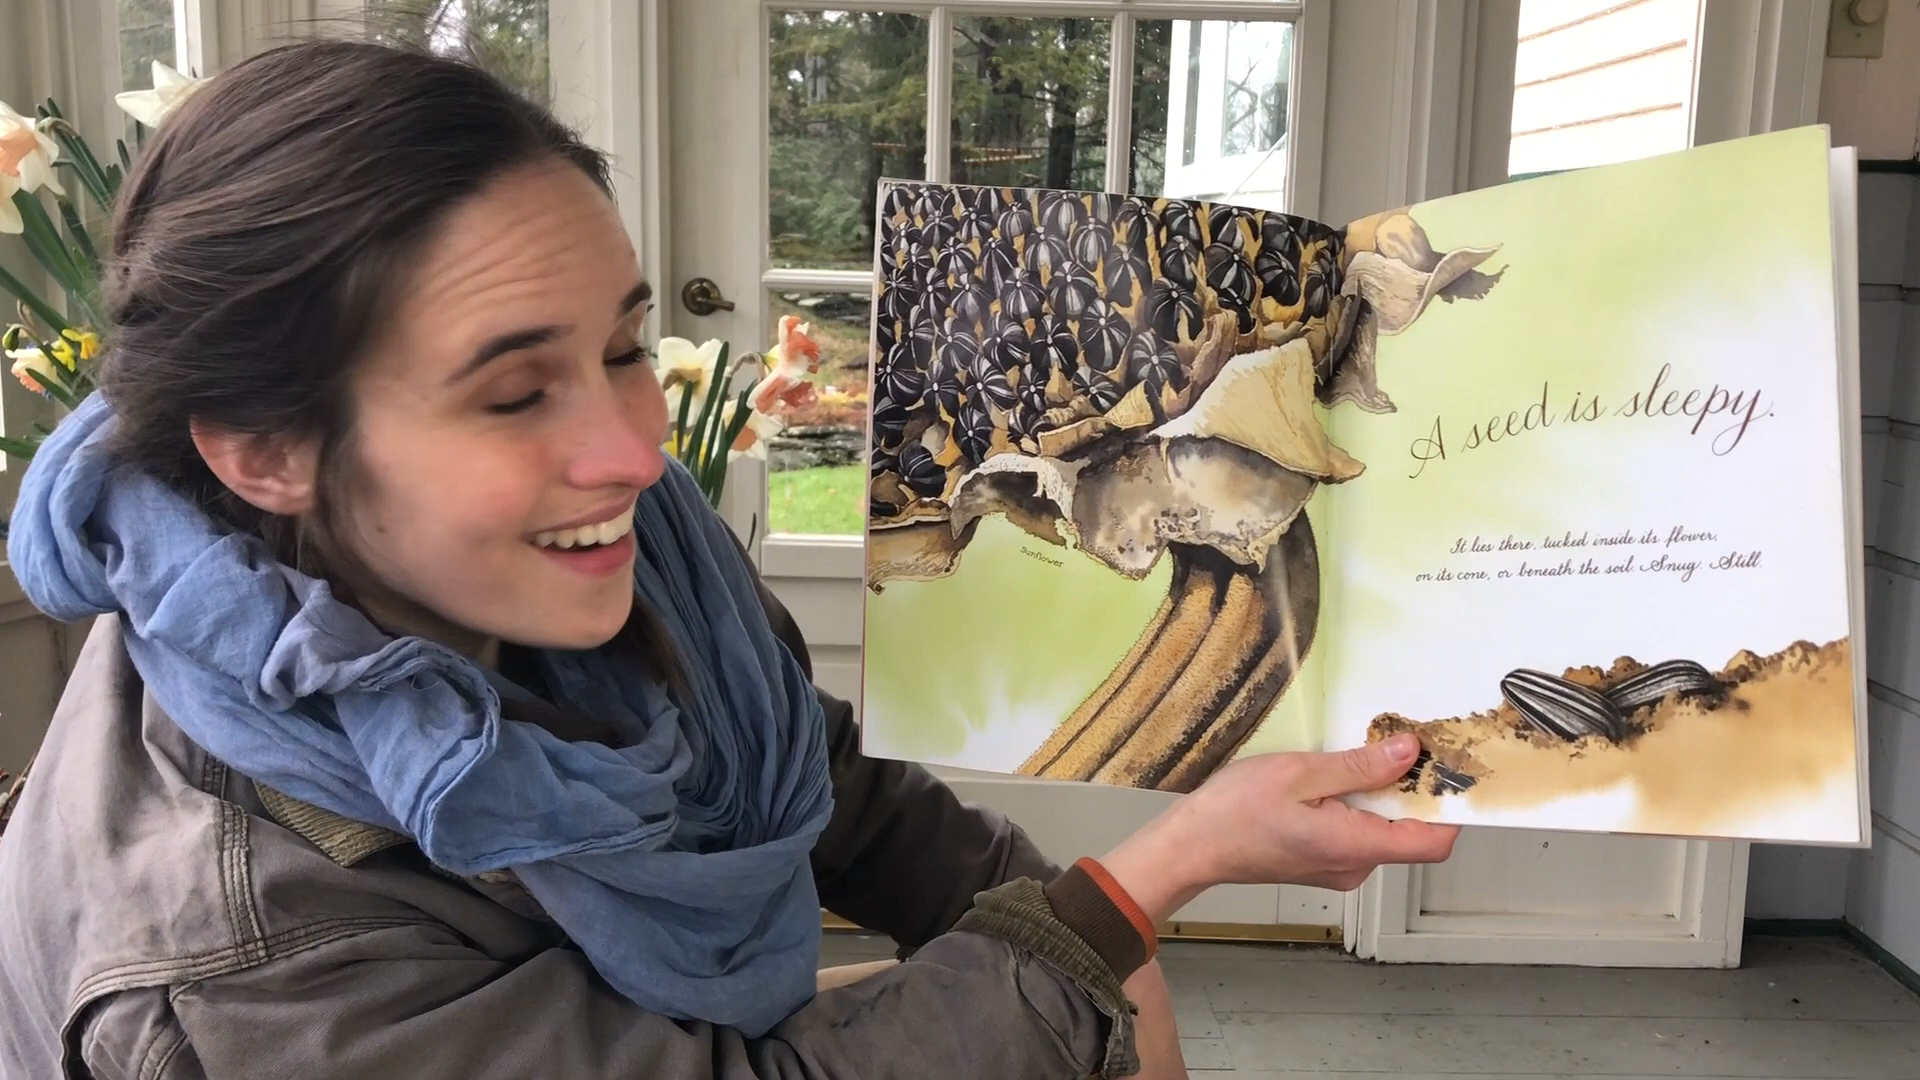 Sunflower
A seed is sleepy.
It lies there, tucked inside its flower,
on its cone, or beneath the soil. Snug. Still.